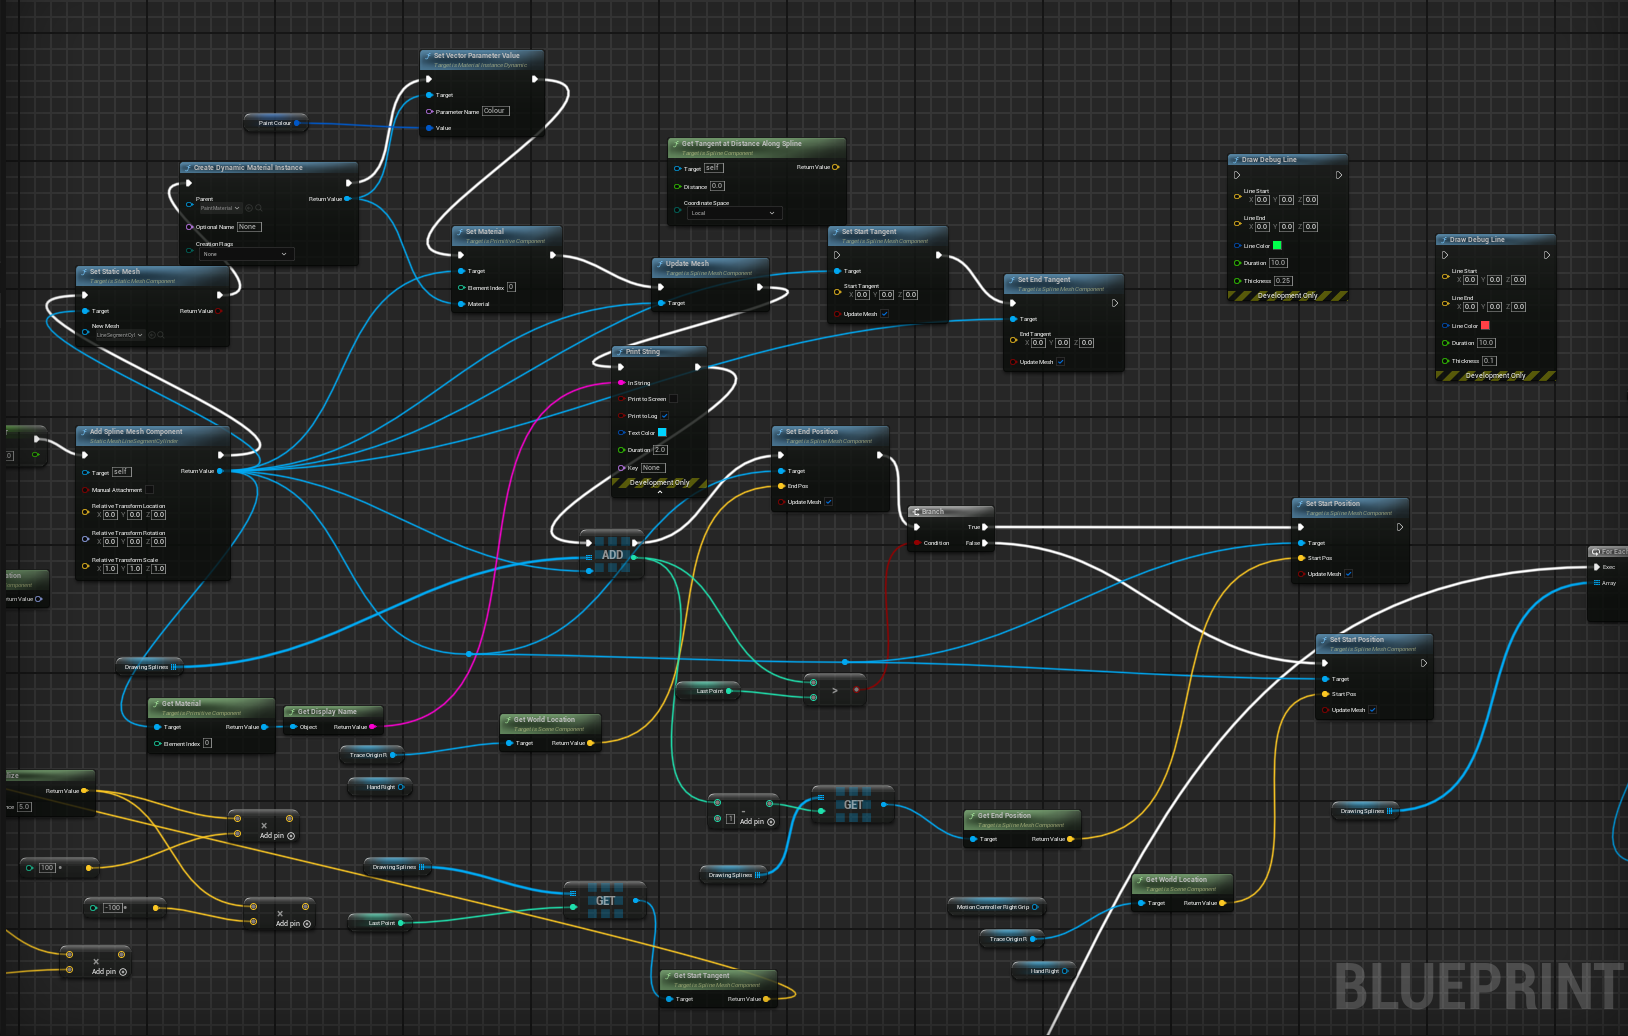 Set Vector Parameter Value
Target is Material Instance Dynamic
Target
Parameter Name Colour
Value
Paint Colour
Create Dynamic Material Instance
Parent
PaintMaterial
Return Value
Optional Name None
Creation Flags
None
Set Static Mesh
Target is Static Mesh Component
Target
Return Value
New Mesh
LineSegmentCyl
Get Tangent at Distance Along Spline
Target is Spline Component
Target self
Return Value
Distance 0.0
Coordinate Space
Local
Set Material
Target is Primitive Component
Target
Element Index 0
Material
Update Mesh
Target is Spline Mesh Component
Target
Set Start Tangent
Target is Spline Mesh Component
Target
Start Tangent
X 0.0 Y 0.0 Z 0.0
Update Mesh
Set End Tangent
Target is Spline Mesh Component
Target
End Tangent
X 0.0 Y 0.0 Z 0.0
Update Mesh
Draw Debug Line
Line Start
X 0.0 Y 0.0 Z 0.0
Line End
X 0.0 Y 0.0 Z 0.0
Line Color
Duration 10.0
Thickness 0.25
Development Only
Draw Debug Line
Line Start
X 0.0 Y 0.0 Z 0.0
Line End
X 0.0 Y 0.0 Z 0.0
Line Color
Duration 10.0
Thickness 0.1
Development Only
Print String
In String
Print to Screen
Print to Log
Text Color
Duration 2.0
Key None
Development Only
Add Spline Mesh Component
Static Mesh LineSegmentCylinder
Target self
Return Value
Manual Attachment
Relative Transform Location
X 0.0 Y 0.0 Z 0.0
Relative Transform Rotation
X 0.0 Y 0.0 Z 0.0
Relative Transform Scale
X 1.0 Y 1.0 Z 1.0
Set End Position
Target is Spline Mesh Component
Target
End Pos
Update Mesh
Branch
True
Condition
False
ADD
Set Start Position
Target is Spline Mesh Component
Target
Start Pos
Update Mesh
For Each
Exec
Array
Set Start Position
Target is Spline Mesh Component
Target
Start Pos
Update Mesh
Drawing Splines
Get Material
Target is Primitive Component
Target
Return Value
Element Index 0
Get Display Name
Object
Return Value
Last Point
>
Get World Location
Target is Scene Component
Target
Return Value
Trace Origin R
Hand Right
Return Value
5.0
×
Add pin
100
-100
×
Add pin
×
Add pin
Drawing Splines
Last Point
GET
Get Start Tangent
Target is Spline Mesh Component
Target
Return Value
-
1
Add pin
Drawing Splines
GET
Get End Position
Target is Spline Mesh Component
Target
Return Value
Drawing Splines
Get World Location
Target is Scene Component
Target
Return Value
Motion Controller Right Grip
Trace Origin R
Hand Right
BLUEPRINT